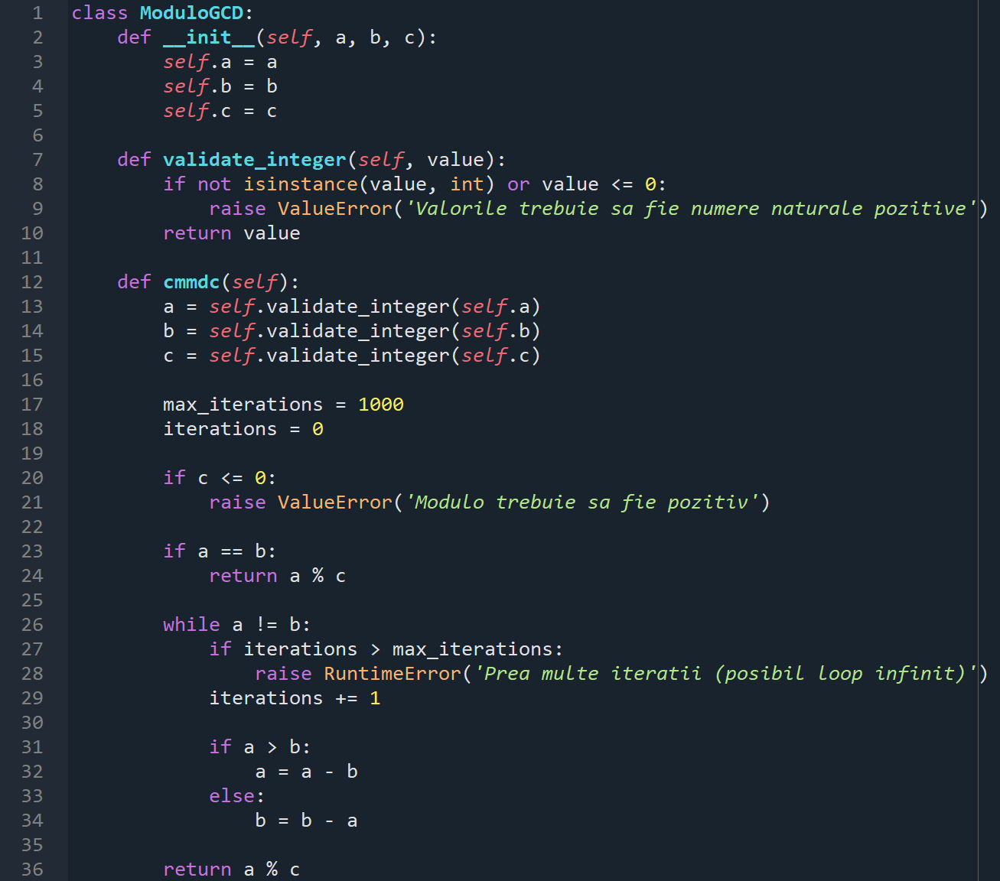 1 class ModuloGCD:
2     def __init__(self, a, b, c):
3         self.a = a
4         self.b = b
5         self.c = c
6
7     def validate_integer(self, value):
8         if not isinstance(value, int) or value <= 0:
9             raise ValueError('Valorile trebuie sa fie numere naturale pozitive')
10         return value
11
12     def cmmdc(self):
13         a = self.validate_integer(self.a)
14         b = self.validate_integer(self.b)
15         c = self.validate_integer(self.c)
16
17         max_iterations = 1000
18         iterations = 0
19
20         if c <= 0:
21             raise ValueError('Modulo trebuie sa fie pozitiv')
22
23         if a == b:
24             return a % c
25
26         while a != b:
27             if iterations > max_iterations:
28                 raise RuntimeError('Prea multe iteratii (posibil loop infinit)')
29             iterations += 1
30
31             if a > b:
32                 a = a - b
33             else:
34                 b = b - a
35
36         return a % c